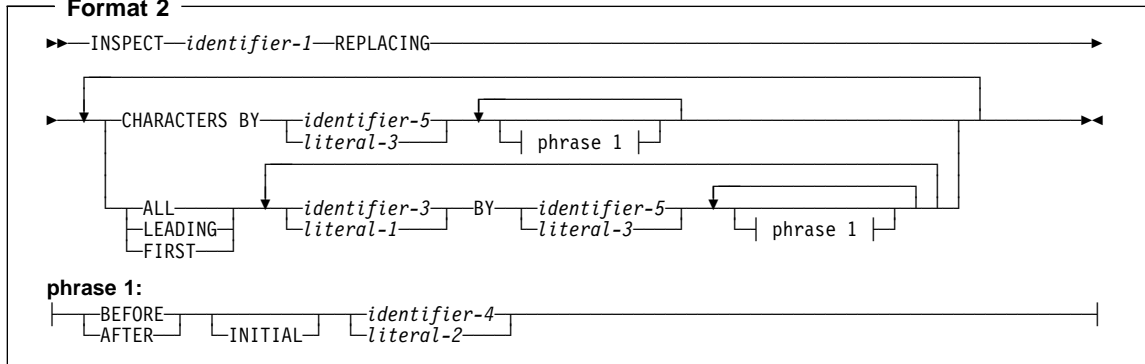 Format 2
INSPECT identifier-1 REPLACING
CHARACTERS BY identifier-5
literal-3 phrase 1
ALL identifier-3 BY identifier-5
LEADING literal-1 literal-3 phrase 1
FIRST
phrase 1:
BEFORE identifier-4
AFTER INITIAL literal-2